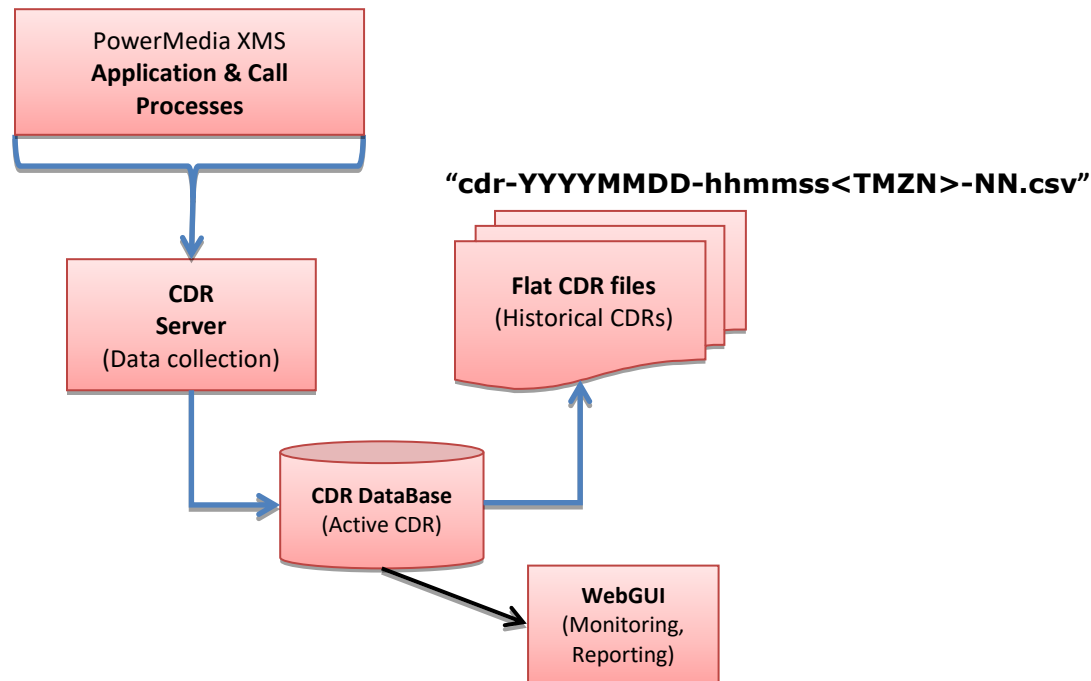 PowerMedia XMS
Application & Call
Processes
“cdr-YYYYMMDD-hhmmss<TMZN>-NN.csv”
Flat CDR files
(Historical CDRs)
CDR
Server
(Data collection)
CDR DataBase
(Active CDR)
WebGUI
(Monitoring,
Reporting)